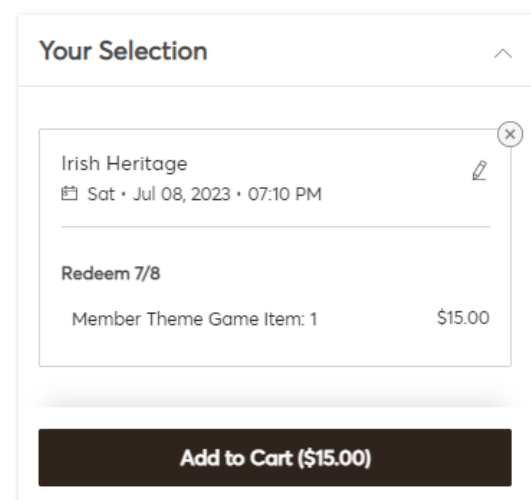 Your Selection
Irish Heritage
Sat • Jul 08, 2023 • 07:10 PM
Redeem 7/8
Member Theme Game Item: 1 $15.00
Add to Cart ($15.00)